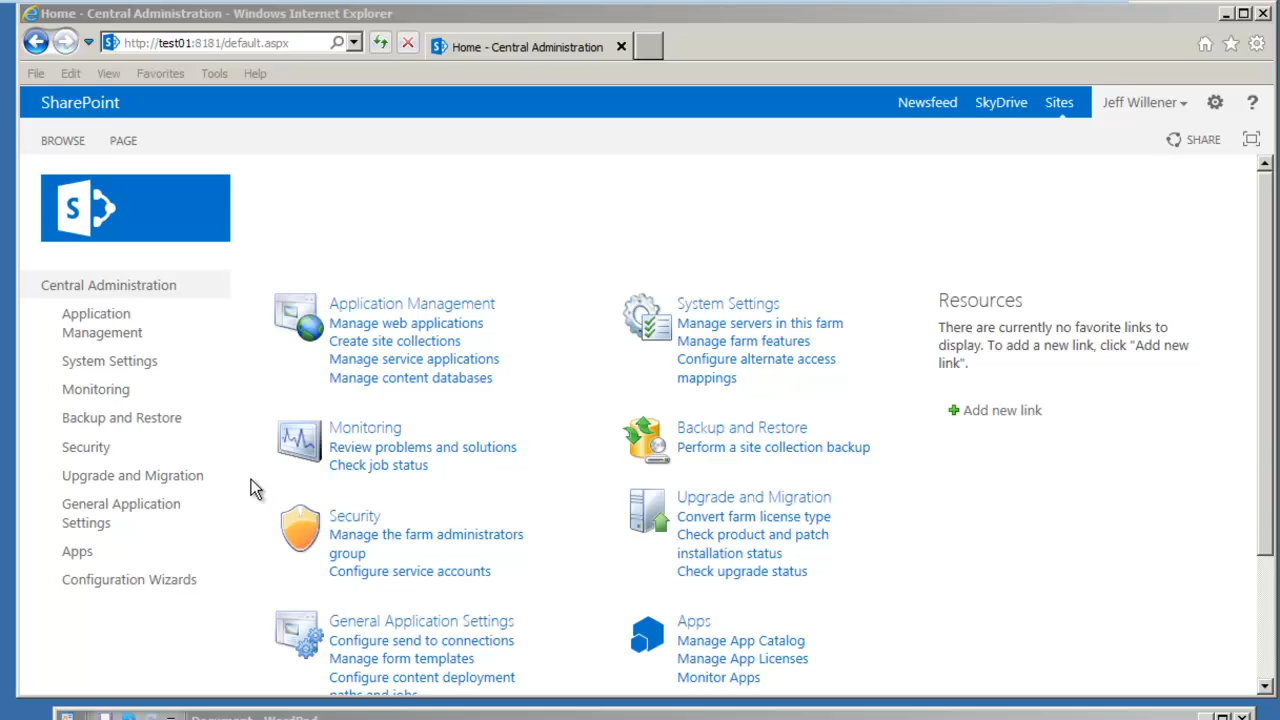 Home - Central Administration - Windows Internet Explorer
http://test01:8181/default.aspx
Home - Central Administration
File Edit View Favorites Tools Help
SharePoint
Newsfeed SkyDrive Sites Jeff Willener ?
BROWSE PAGE
SHARE
S
Central Administration
Application
Management
System Settings
Monitoring
Backup and Restore
Security
Upgrade and Migration
General Application
Settings
Apps
Configuration Wizards
Application Management
Manage web applications
Create site collections
Manage service applications
Manage content databases
Monitoring
Review problems and solutions
Check job status
Security
Manage the farm administrators
group
Configure service accounts
General Application Settings
Configure send to connections
Manage form templates
Configure content deployment
paths and jobs
System Settings
Manage servers in this farm
Manage farm features
Configure alternate access
mappings
Backup and Restore
Perform a site collection backup
Upgrade and Migration
Convert farm license type
Check product and patch
installation status
Check upgrade status
Apps
Manage App Catalog
Manage App Licenses
Monitor Apps
Resources
There are currently no favorite links to
display. To add a new link, click "Add new
link".
Add new link
Document - WordPad